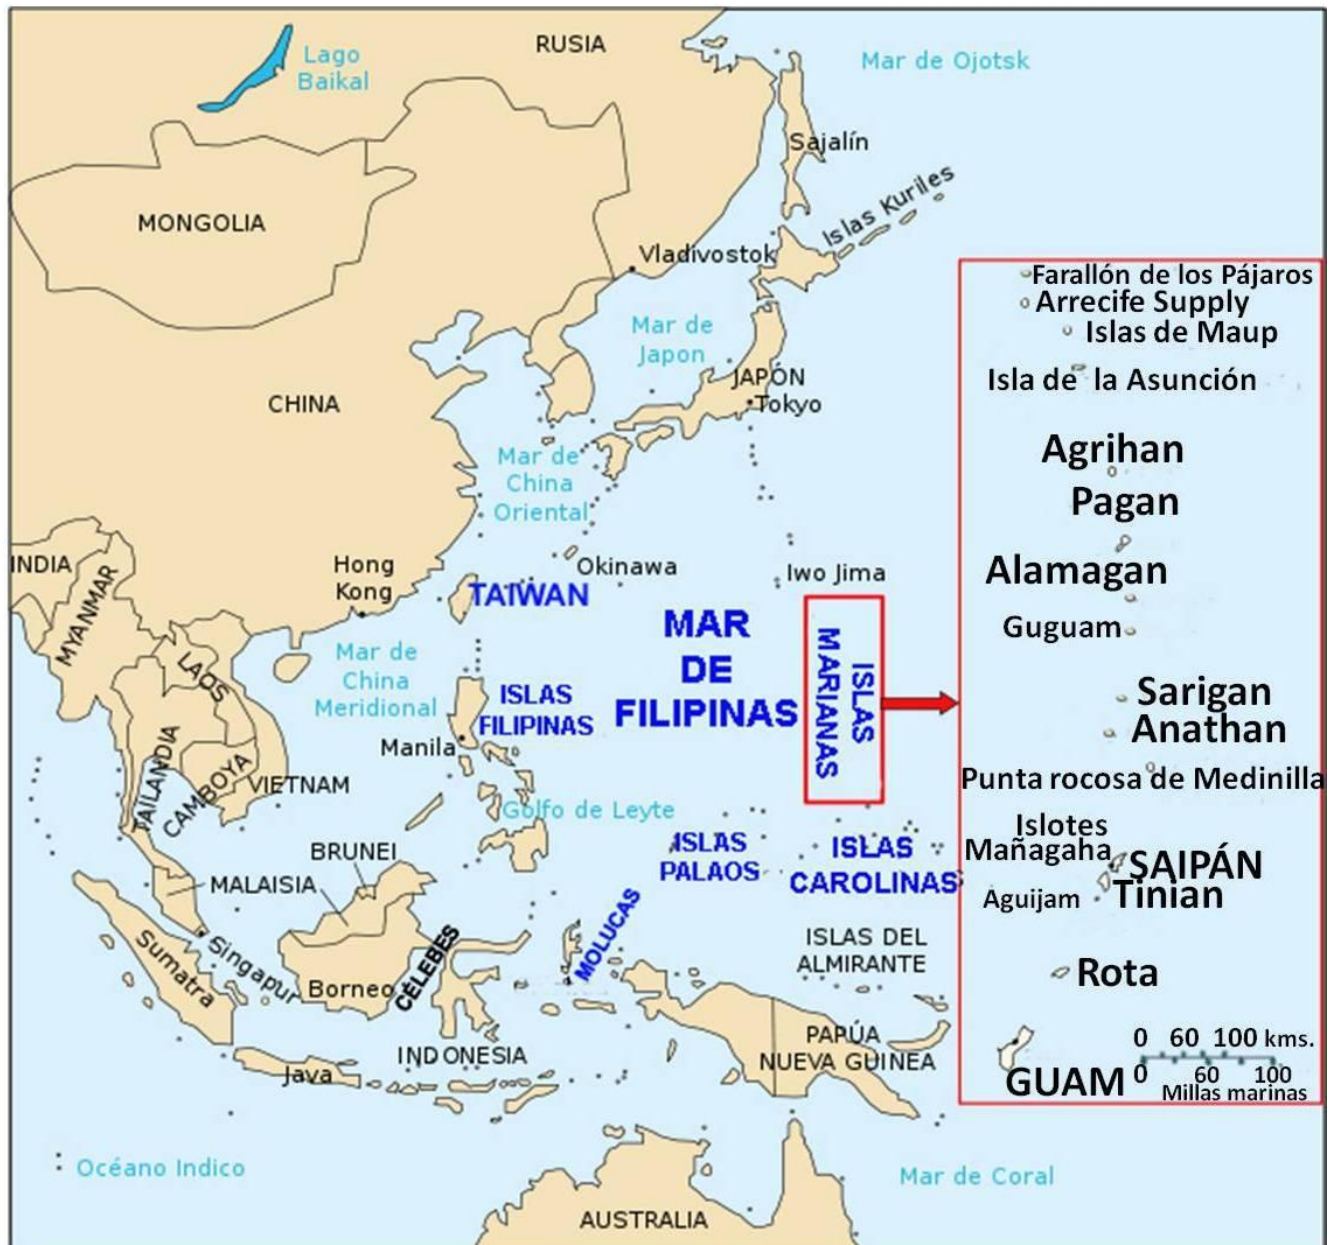 RUSIA
Lago
Baikal
Mar de Ojotsk
Sajalín
MONGOLIA
Islas Kuriles
Vladivostok
Mar de
Japon
JAPÓN
Tokyo
CHINA
Mar de
China
Oriental
INDIA
MYANMAR
Hong
Kong
Okinawa
Iwo Jima
TAIWAN
MAR
DE
FILIPINAS
ISLAS
MARIANAS
LAOS
Mar de
China
Meridional
ISLAS
FILIPINAS
Manila
TAILANDIA
CAMBOYA
VIETNAM
Golfo de Leyte
BRUNEI
MALAISIA
ISLAS
PALAOS
ISLAS
CAROLINAS
Sumatra
Singapur
Borneo
CÉLEBES
MOLUCAS
ISLAS DEL
ALMIRANTE
INDONESIA
Java
PAPÚA
NUEVA GUINEA
Océano Indico
Mar de Coral
AUSTRALIA
Farallón de los Pájaros
Arrecife Supply
Islas de Maup
Isla de la Asunción
Agrihan
Pagan
Alamagan
Guguam
Sarigan
Anathan
Punta rocosa de Medinilla
Islotes
Mañagaha
SAIPÁN
Tinian
Aguijam
Rota
GUAM
0 60 100 kms.
0 60 100
Millas marinas